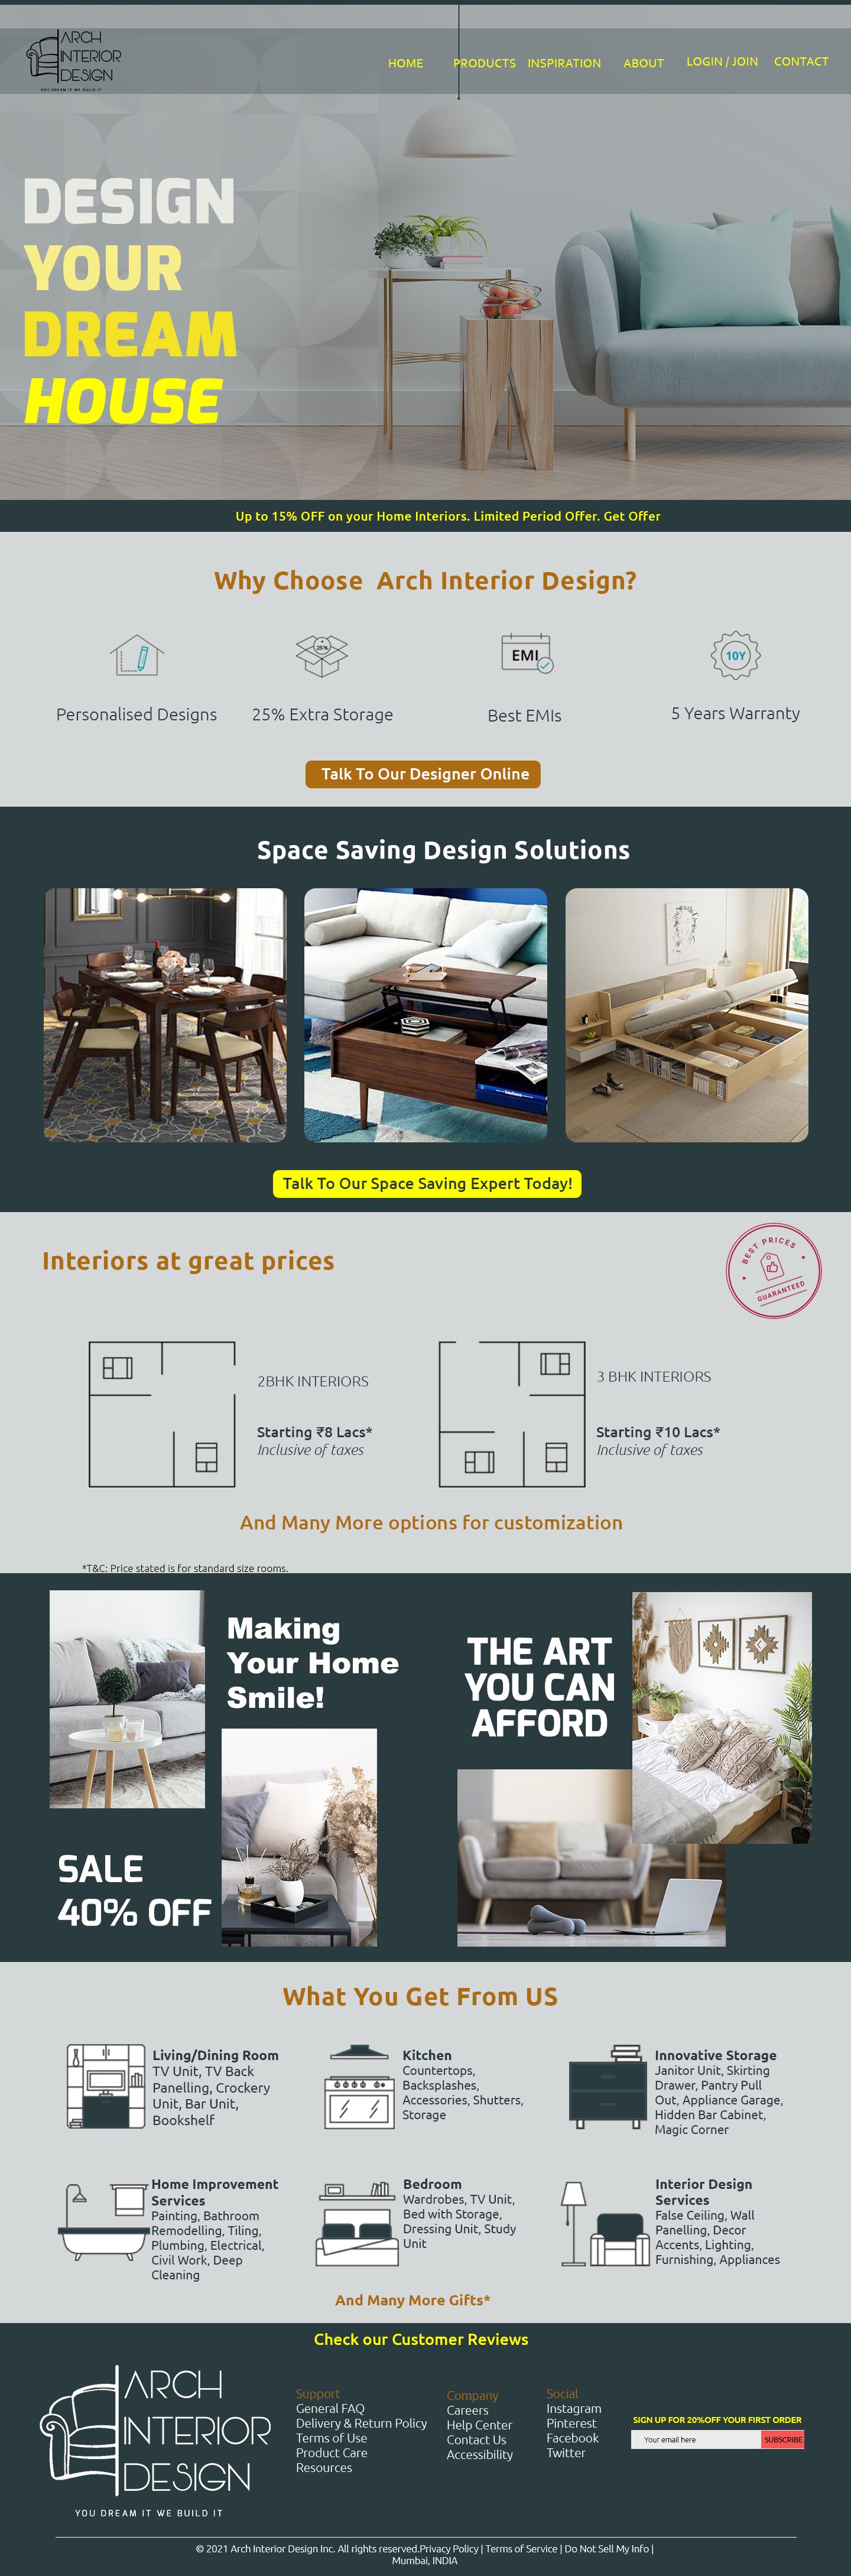 ARCH
INTERIOR
DESIGN
YOU DREAM IT WE BUILD IT
HOME PRODUCTS INSPIRATION ABOUT LOGIN / JOIN CONTACT
DESIGN
YOUR
DREAM
HOUSE
Up to 15% OFF on your Home Interiors. Limited Period Offer. Get Offer
Why Choose Arch Interior Design?
25%
EMI
10Y
Personalised Designs
25% Extra Storage
Best EMIs
5 Years Warranty
Talk To Our Designer Online
Space Saving Design Solutions
Talk To Our Space Saving Expert Today!
Interiors at great prices
BEST PRICES
GUARANTEED
2BHK INTERIORS
Starting ₹8 Lacs*
Inclusive of taxes
3 BHK INTERIORS
Starting ₹10 Lacs*
Inclusive of taxes
And Many More options for customization
*T&C: Price stated is for standard size rooms.
Making
Your Home
Smile!
SALE
40% OFF
THE ART
YOU CAN
AFFORD
What You Get From US
Living/Dining Room
TV Unit, TV Back
Panelling, Crockery
Unit, Bar Unit,
Bookshelf
Kitchen
Countertops,
Backsplashes,
Accessories, Shutters,
Storage
Innovative Storage
Janitor Unit, Skirting
Drawer, Pantry Pull
Out, Appliance Garage,
Hidden Bar Cabinet,
Magic Corner
Home Improvement
Services
Painting, Bathroom
Remodelling, Tiling,
Plumbing, Electrical,
Civil Work, Deep
Cleaning
Bedroom
Wardrobes, TV Unit,
Bed with Storage,
Dressing Unit, Study
Unit
Interior Design
Services
False Ceiling, Wall
Panelling, Decor
Accents, Lighting,
Furnishing, Appliances
And Many More Gifts*
Check our Customer Reviews
ARCH
INTERIOR
DESIGN
YOU DREAM IT WE BUILD IT
Support
General FAQ
Delivery & Return Policy
Terms of Use
Product Care
Resources
Company
Careers
Help Center
Contact Us
Accessibility
Social
Instagram
Pinterest
Facebook
Twitter
SIGN UP FOR 20%OFF YOUR FIRST ORDER
Your email here
SUBSCRIBE
© 2021 Arch Interior Design Inc. All rights reserved.Privacy Policy | Terms of Service | Do Not Sell My Info |
Mumbai, INDIA